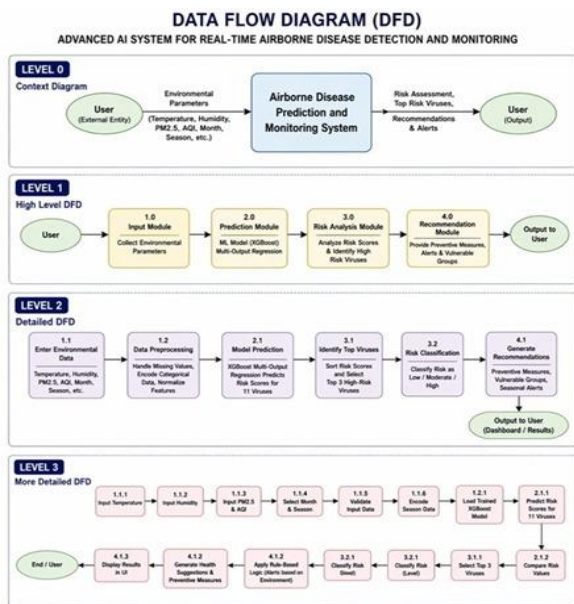 DATA FLOW DIAGRAM (DFD)
ADVANCED AI SYSTEM FOR REAL-TIME AIRBORNE DISEASE DETECTION AND MONITORING
LEVEL 0
Context Diagram
User
(External Entity)
Environmental
Parameters
(Temperature, Humidity,
PM2.5, AQI, Month,
Season, etc.)
Airborne Disease
Prediction and
Monitoring System
Risk Assessment,
Top Risk Viruses,
Recommendations
& Alerts
User
(Output)
LEVEL 1
High Level DFD
User
1.0
Input Module
Collect Environmental
Parameters
2.0
Prediction Module
ML Model (XGBoost)
Multi-Output Regression
3.0
Risk Analysis Module
Analyze Risk Scores
& Identify High
Risk Viruses
4.0
Recommendation
Module
Provide Preventive Measures,
Alerts & Vulnerable
Groups
Output to
User
LEVEL 2
Detailed DFD
1.1
Enter Environmental
Data
Temperature, Humidity,
PM2.5, AQI, Month,
Season, etc.
1.2
Data Preprocessing
Handle Missing Values,
Encode Categorical
Data, Normalize
Features
2.1
Model Prediction
XGBoost Multi-Output
Regression Predicts
Risk Scores for
11 Viruses
3.1
Identify Top Viruses
Sort Risk Scores and
Select
Top 3 High-Risk
Viruses
3.2
Risk Classification
Classify Risk as
Low / Moderate /
High
4.1
Generate
Recommendations
Preventive Measures,
Vulnerable Groups,
Seasonal Alerts
Output to User
(Dashboard / Results)
LEVEL 3
More Detailed DFD
1.1.1
Input Temperature
1.1.2
Input Humidity
1.1.3
Input PM2.5
& AQI
1.1.4
Select Month
& Season
1.1.5
Validate
Input Data
1.1.6
Encode
Season Data
1.2.1
Load Trained
XGBoost
Model
2.1.1
Predict Risk
Scores for
11 Viruses
End / User
4.1.3
Display Results
in UI
4.1.2
Generate Health
Suggestions &
Preventive Measures
4.1.2
Apply Rule-Based
Logic (Alerts based on
Environment)
3.2.1
Classify Risk
3.2.1
Classify Risk
(Level)
3.1.1
Select Top 3
Viruses
2.1.2
Compare Risk
Values